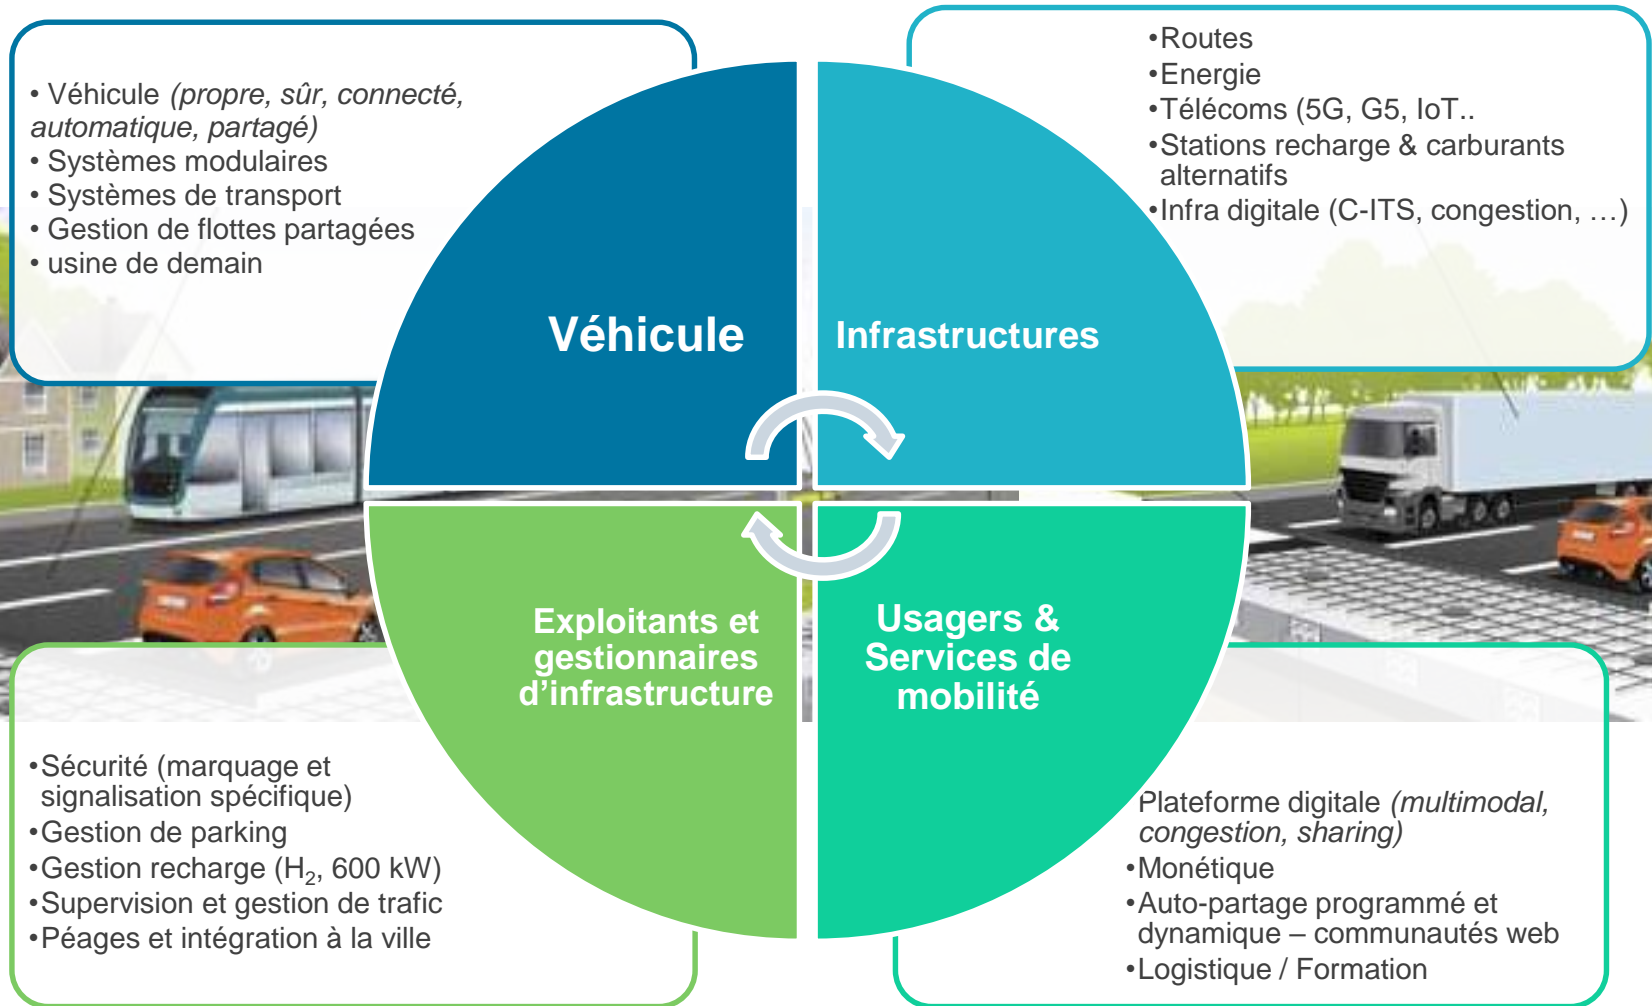 • Véhicule (propre, sûr, connecté,
automatique, partagé)
• Systèmes modulaires
• Systèmes de transport
• Gestion de flottes partagées
• usine de demain
•Routes
•Energie
•Télécoms (5G, G5, IoT..
•Stations recharge & carburants
alternatifs
•Infra digitale (C-ITS, congestion, …)
Véhicule
Infrastructures
Exploitants et
gestionnaires
d’infrastructure
Usagers &
Services de
mobilité
•Sécurité (marquage et
signalisation spécifique)
•Gestion de parking
•Gestion recharge (H₂, 600 kW)
•Supervision et gestion de trafic
•Péages et intégration à la ville
Plateforme digitale (multimodal,
congestion, sharing)
•Monétique
•Auto-partage programmé et
dynamique – communautés web
•Logistique / Formation